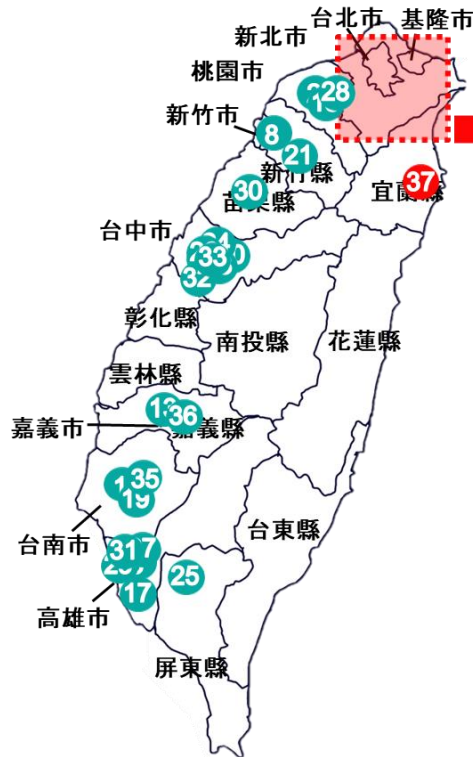 台北市
基隆市
新北市
桃園市
28
新竹市
8
21
新竹縣
37
宜蘭縣
30
苗栗縣
台中市
33
32
彰化縣
南投縣
花蓮縣
雲林縣
36
嘉義市
嘉義縣
35
19
台東縣
台南市
31
25
17
高雄市
屏東縣